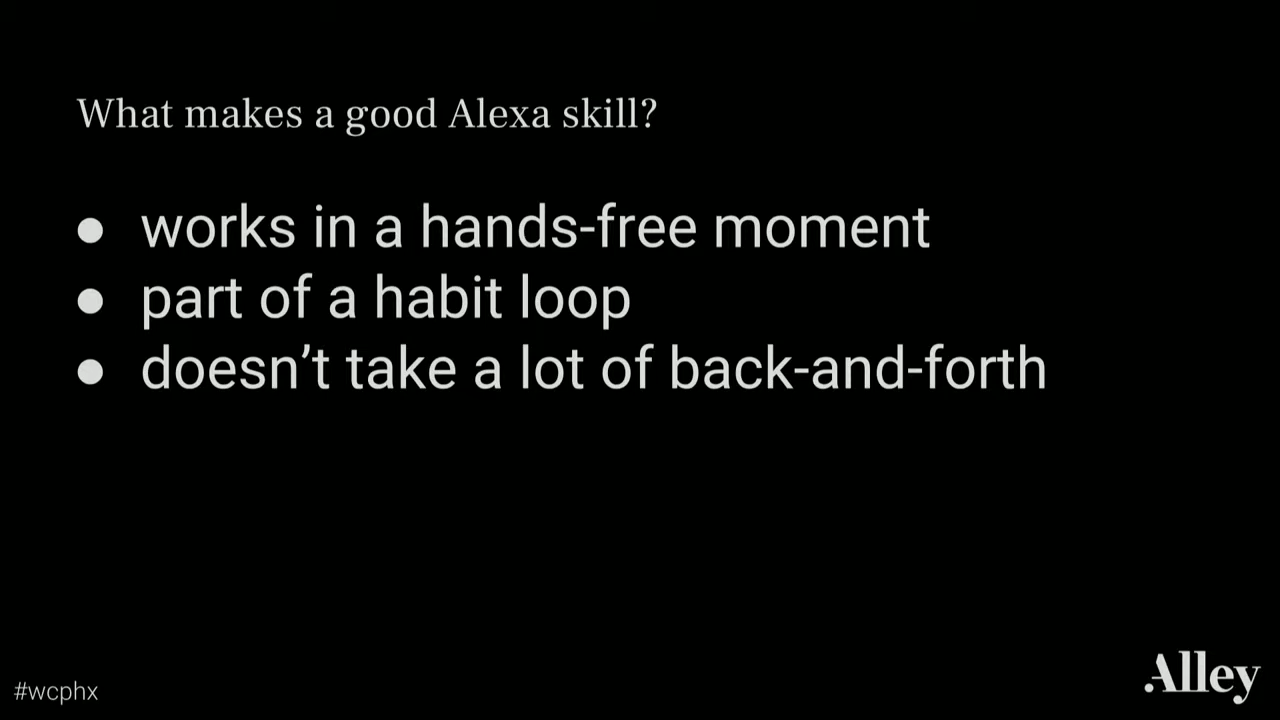 What makes a good Alexa skill?
● works in a hands-free moment
● part of a habit loop
● doesn’t take a lot of back-and-forth
#wcphx
Alley